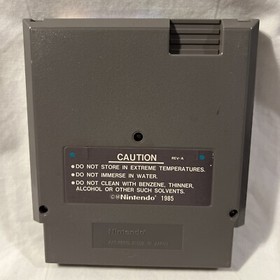 CAUTION REV-A
•DO NOT STORE IN EXTREME TEMPERATURES.
•DO NOT IMMERSE IN WATER.
•DO NOT CLEAN WITH BENZENE, THINNER,
ALCOHOL OR OTHER SUCH SOLVENTS.
©®Nintendo® 1985
Nintendo